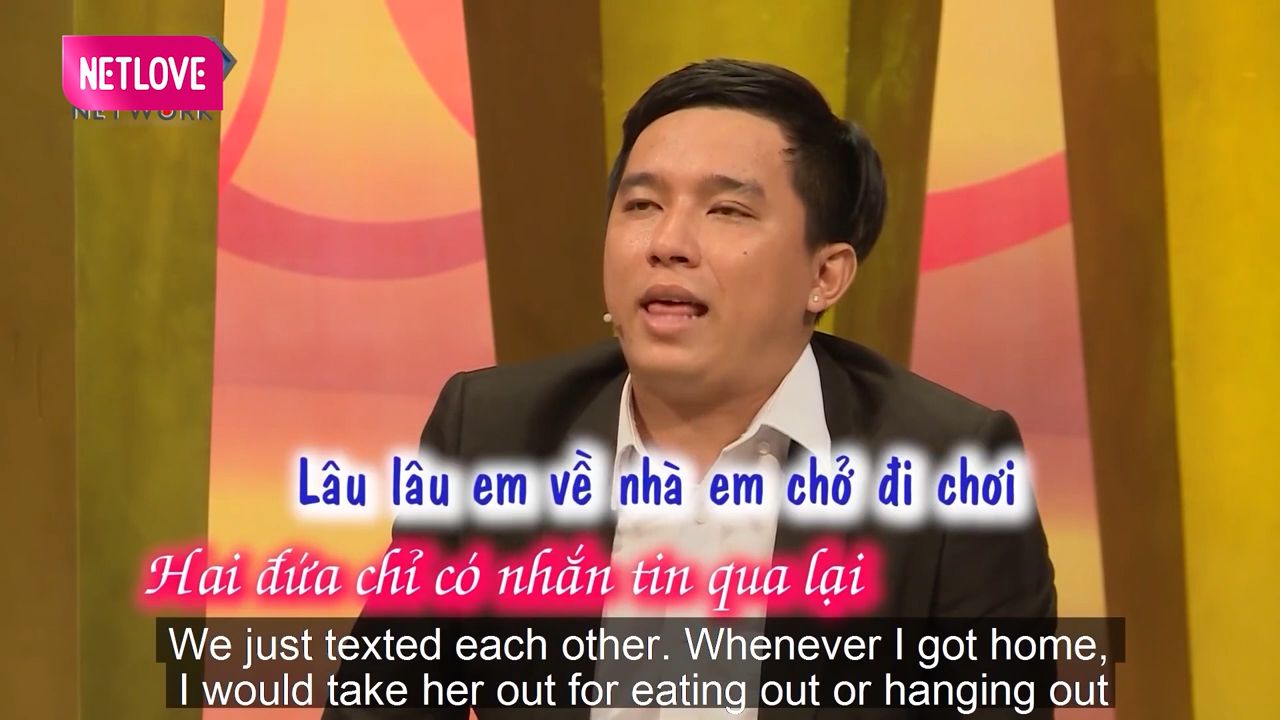 NETLOVE
NETWORK
Lâu lâu em về nhà em chở đi chơi
Hai đứa chỉ có nhắn tin qua lại
We just texted each other. Whenever I got home,
I would take her out for eating out or hanging out